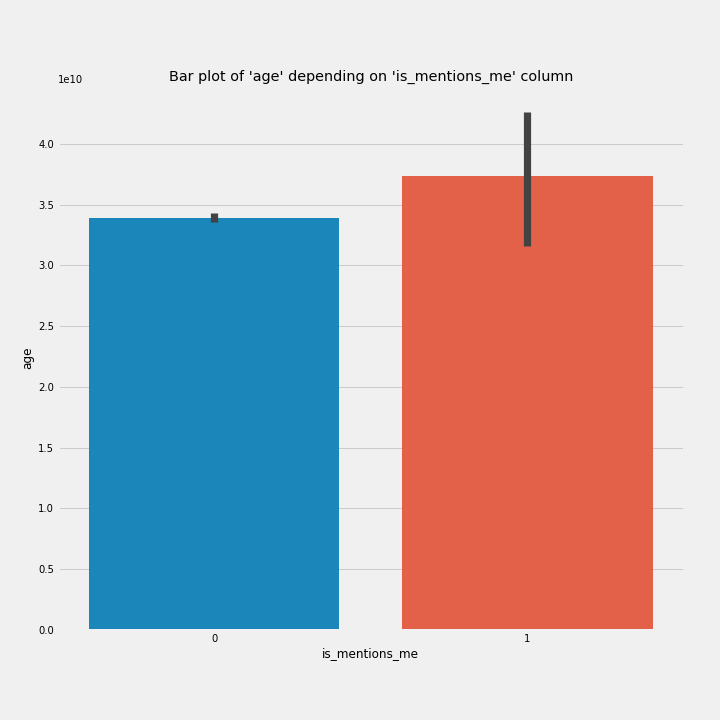 Bar plot of 'age' depending on 'is_mentions_me' column
1e10
4.0
3.5
3.0
2.5
2.0
1.5
1.0
0.5
0.0
age
0 1
is_mentions_me